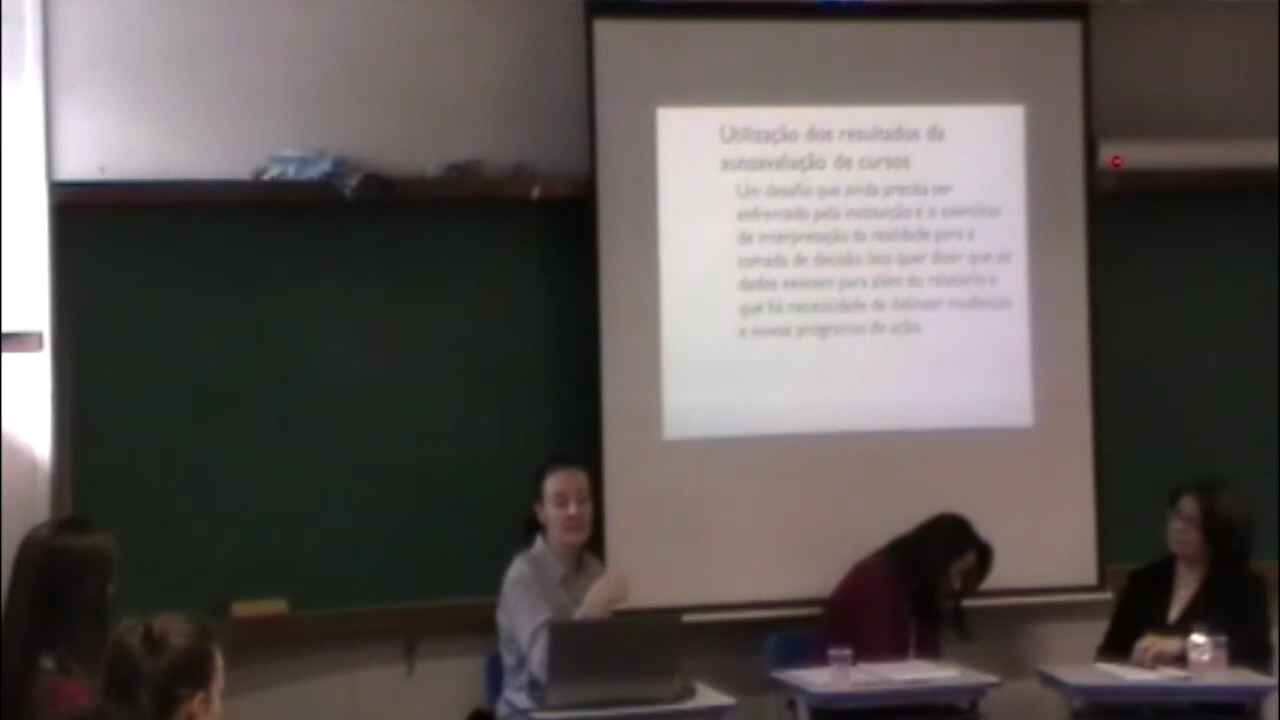 Utilização dos resultados da
autoavaliação de cursos
Um desafio que ainda precisa ser
enfrentado pela instituição é o exercício
de interpretação da realidade para a
tomada de decisão. Isto quer dizer que os
dados existem para além do relatório e
que há necessidade de delinear mudanças
e novos programas de ação